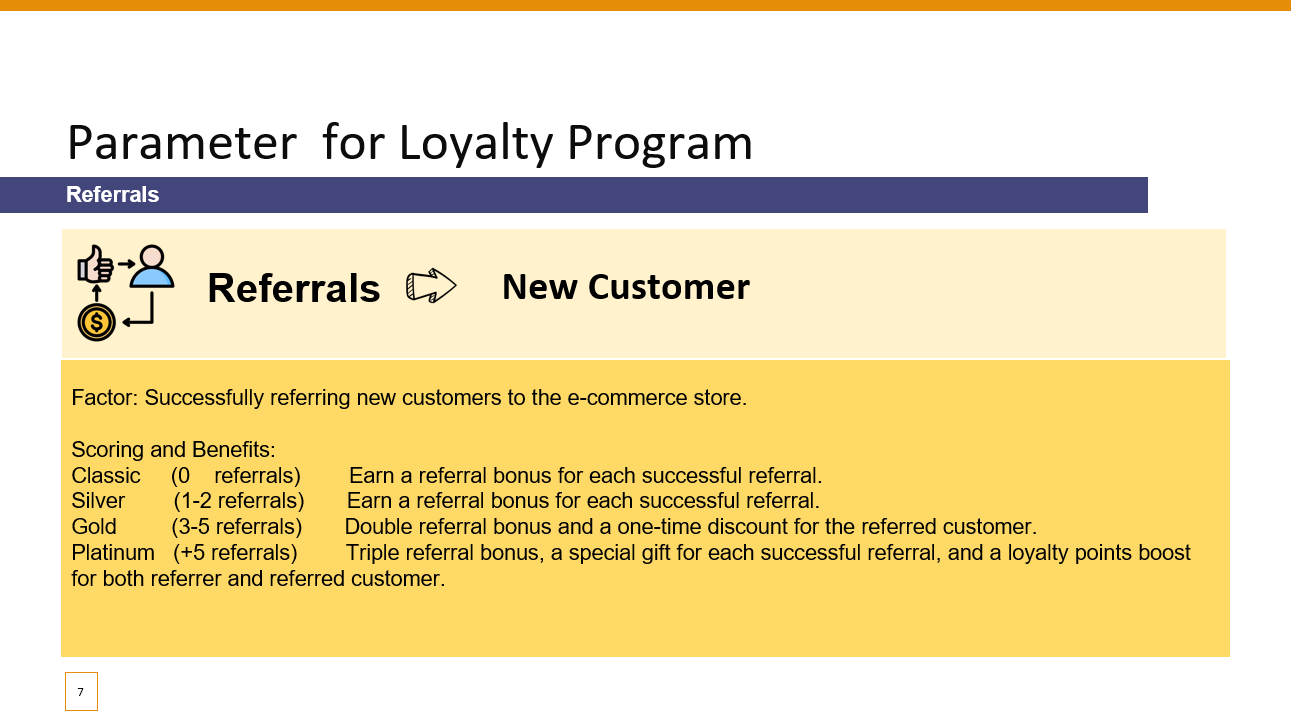 Parameter  for Loyalty Program
Referrals
Referrals
New Customer
Factor: Successfully referring new customers to the e-commerce store.
Scoring and Benefits:
Classic (0 referrals) Earn a referral bonus for each successful referral.
Silver (1-2 referrals) Earn a referral bonus for each successful referral.
Gold (3-5 referrals) Double referral bonus and a one-time discount for the referred customer.
Platinum (+5 referrals) Triple referral bonus, a special gift for each successful referral, and a loyalty points boost
for both referrer and referred customer.
7